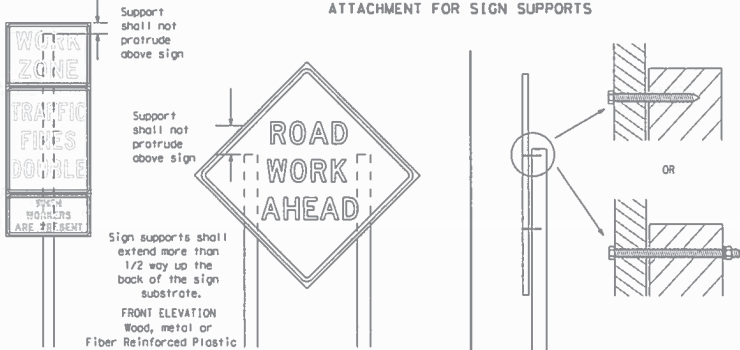 ATTACHMENT FOR SIGN SUPPORTS
Support
shall not
protrude
above sign
WORK
ZONE
TRAFFIC
FINES
DOUBLE
WHEN
WORKERS
ARE PRESENT
Support
shall not
protrude
above sign
ROAD
WORK
AHEAD
Sign supports shall
extend more than
1/2 way up the
back of the sign
substrate.
FRONT ELEVATION
Wood, metal or
Fiber Reinforced Plastic
OR